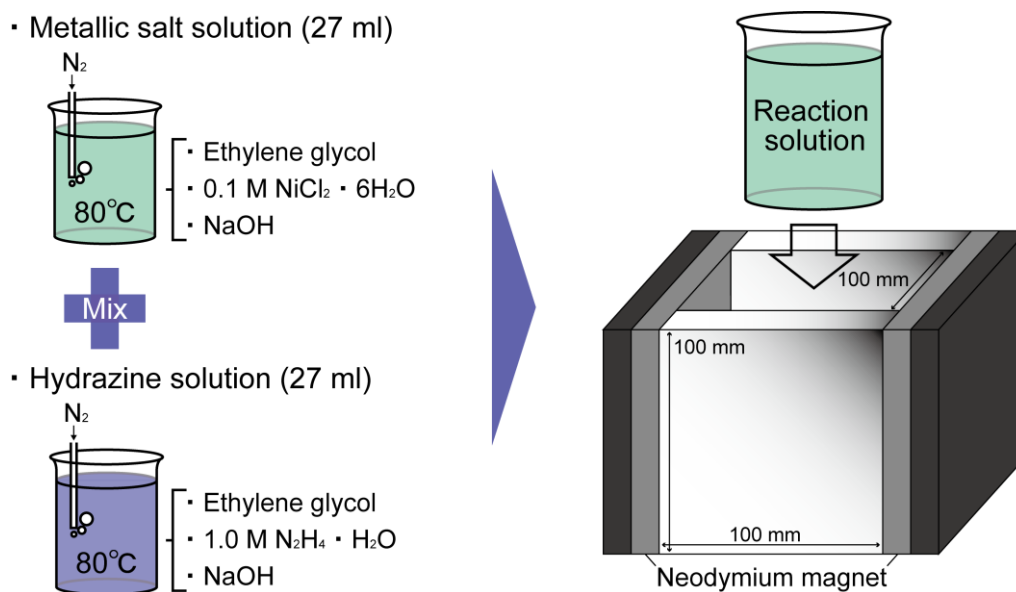 · Metallic salt solution (27 ml)
N₂
80℃
· Ethylene glycol
· 0.1 M NiCl₂ · 6H₂O
· NaOH
Mix
· Hydrazine solution (27 ml)
N₂
80℃
· Ethylene glycol
· 1.0 M N₂H₄ · H₂O
· NaOH
Reaction
solution
100 mm
100 mm
100 mm
Neodymium magnet